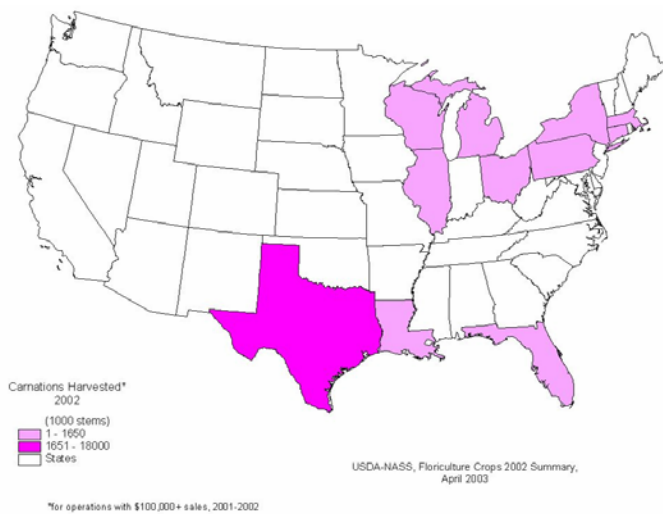 Carnations Harvested*
2002
(1000 stems)
1 - 1650
1651 - 18000
States
USDA-NASS, Floriculture Crops 2002 Summary,
April 2003
*for operations with $100,000+ sales, 2001-2002